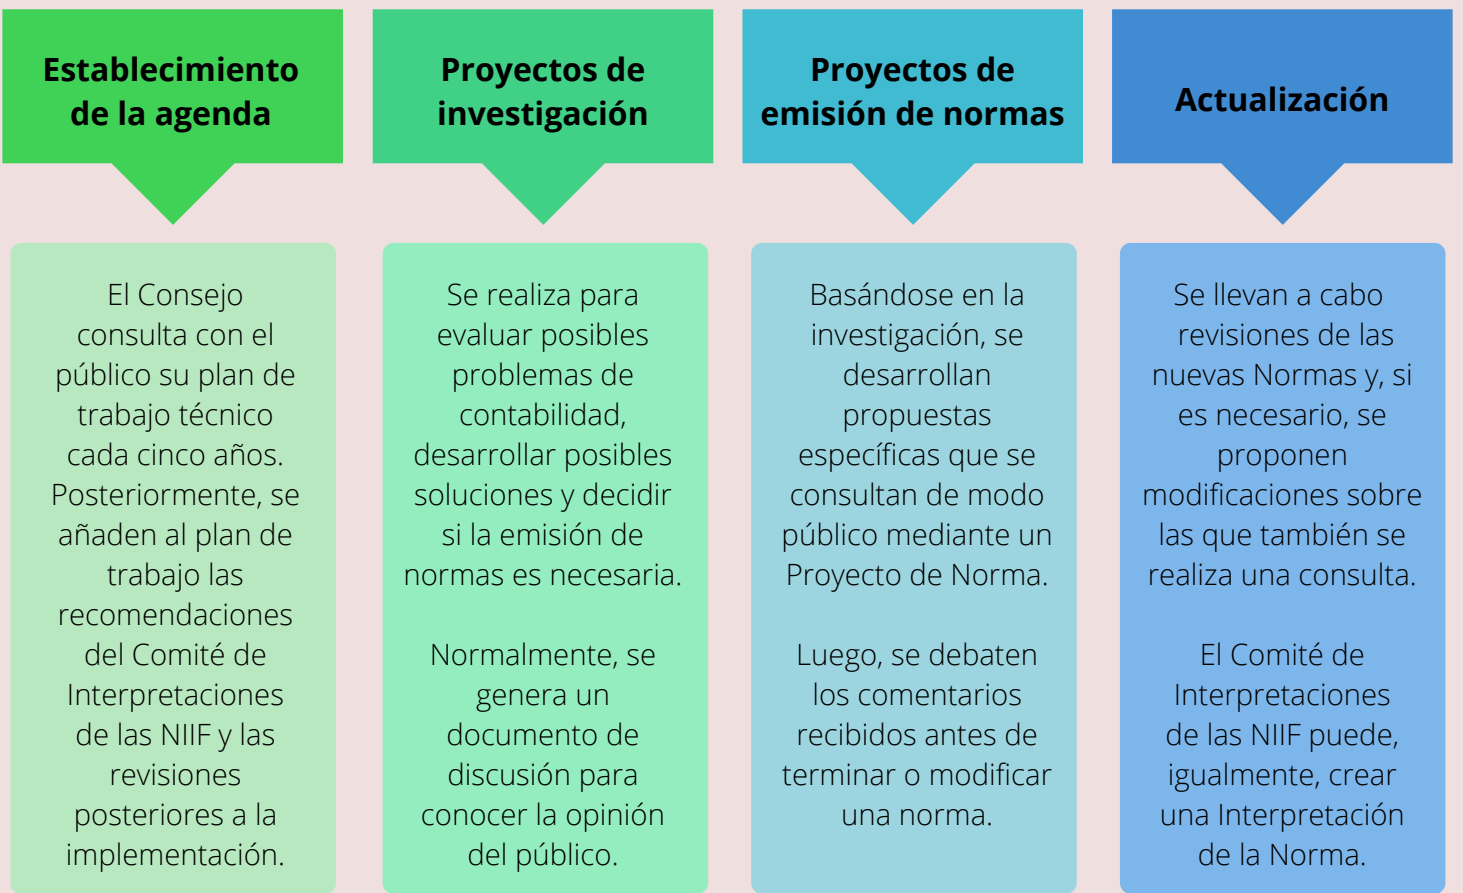 Establecimiento
de la agenda
El Consejo
consulta con el
público su plan de
trabajo técnico
cada cinco años.
Posteriormente, se
añaden al plan de
trabajo las
recomendaciones
del Comité de
Interpretaciones
de las NIIF y las
revisiones
posteriores a la
implementación.
Proyectos de
investigación
Se realiza para
evaluar posibles
problemas de
contabilidad,
desarrollar posibles
soluciones y decidir
si la emisión de
normas es necesaria.
Normalmente, se
genera un
documento de
discusión para
conocer la opinión
del público.
Proyectos de
emisión de normas
Basándose en la
investigación, se
desarrollan
propuestas
específicas que se
consultan de modo
público mediante un
Proyecto de Norma.
Luego, se debaten
los comentarios
recibidos antes de
terminar o modificar
una norma.
Actualización
Se llevan a cabo
revisiones de las
nuevas Normas y, si
es necesario, se
proponen
modificaciones sobre
las que también se
realiza una consulta.
El Comité de
Interpretaciones
de las NIIF puede,
igualmente, crear
una Interpretación
de la Norma.